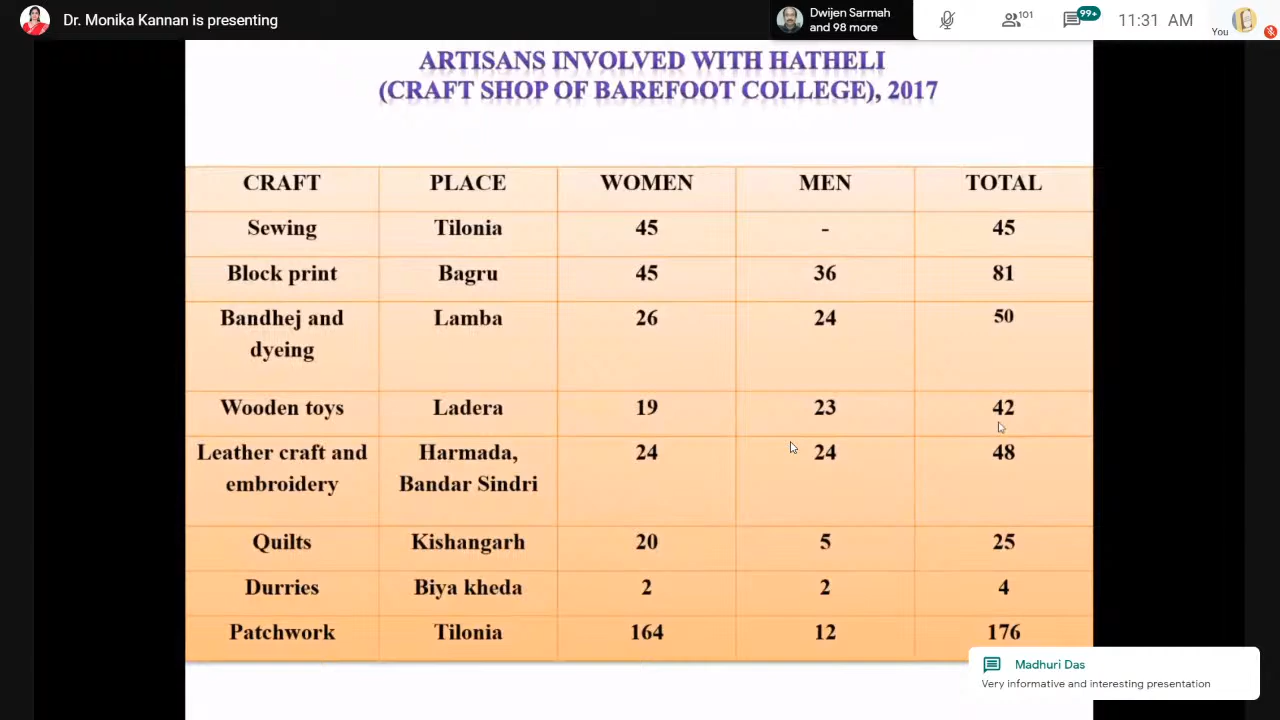 Dr. Monika Kannan is presenting
Dwijen Sarmah
and 98 more
101
99+
11:31 AM
You
ARTISANS INVOLVED WITH HATHELI
(CRAFT SHOP OF BAREFOOT COLLEGE), 2017
CRAFT PLACE WOMEN MEN TOTAL
Sewing Tilonia 45 - 45
Block print Bagru 45 36 81
Bandhej and Lamba 26 24 50
dyeing
Wooden toys Ladera 19 23 42
Leather craft and Harmada, 24 24 48
embroidery Bandar Sindri
Quilts Kishangarh 20 5 25
Durries Biya kheda 2 2 4
Patchwork Tilonia 164 12 176
Madhuri Das
Very informative and interesting presentation